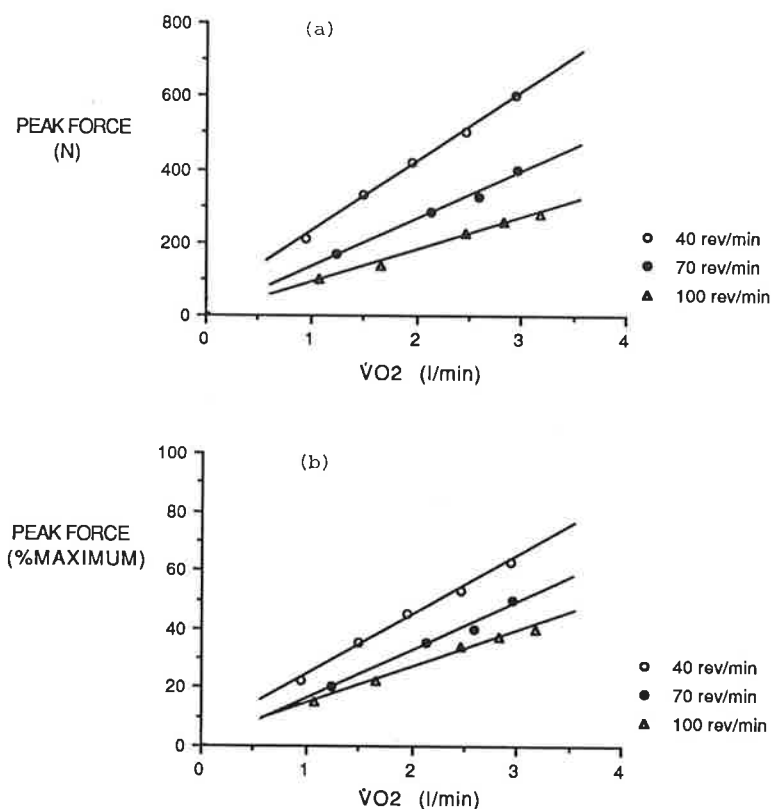 (a)
800
600
400
200
0
PEAK FORCE
(N)
0 1 2 3 4
V̇O2 (l/min)
40 rev/min
70 rev/min
100 rev/min
(b)
100
80
60
40
20
0
PEAK FORCE
(%MAXIMUM)
0 1 2 3 4
V̇O2 (l/min)
40 rev/min
70 rev/min
100 rev/min